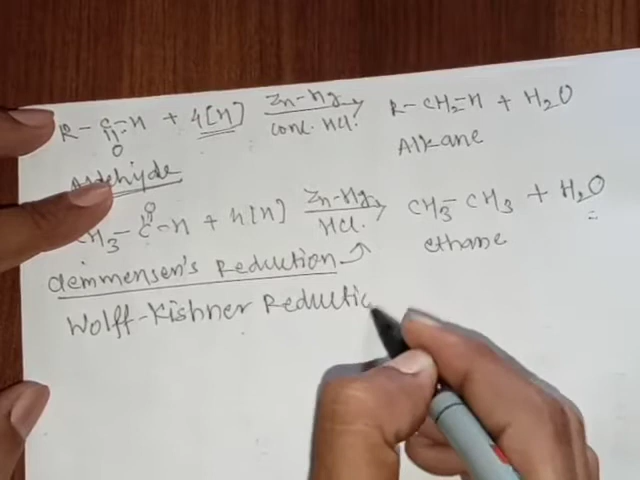 R-C-H + 4[H] Zn-Hg/conc. HCl. R-CH2-H + H2O
O
Aldehyde Alkane
CH3-C-H + 4[H] Zn-Hg/HCl. CH3-CH3 + H2O
O
ethane
Clemmensen's Reduction
Wolff-Kishner Reductio